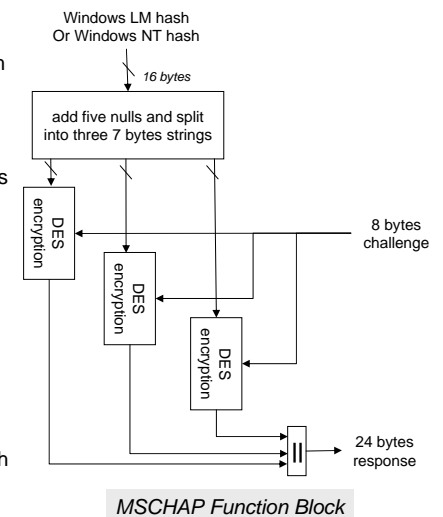 Windows LM hash
Or Windows NT hash
16 bytes
add five nulls and split
into three 7 bytes strings
DES
encryption
8 bytes
challenge
DES
encryption
DES
encryption
||
24 bytes
response
MSCHAP Function Block